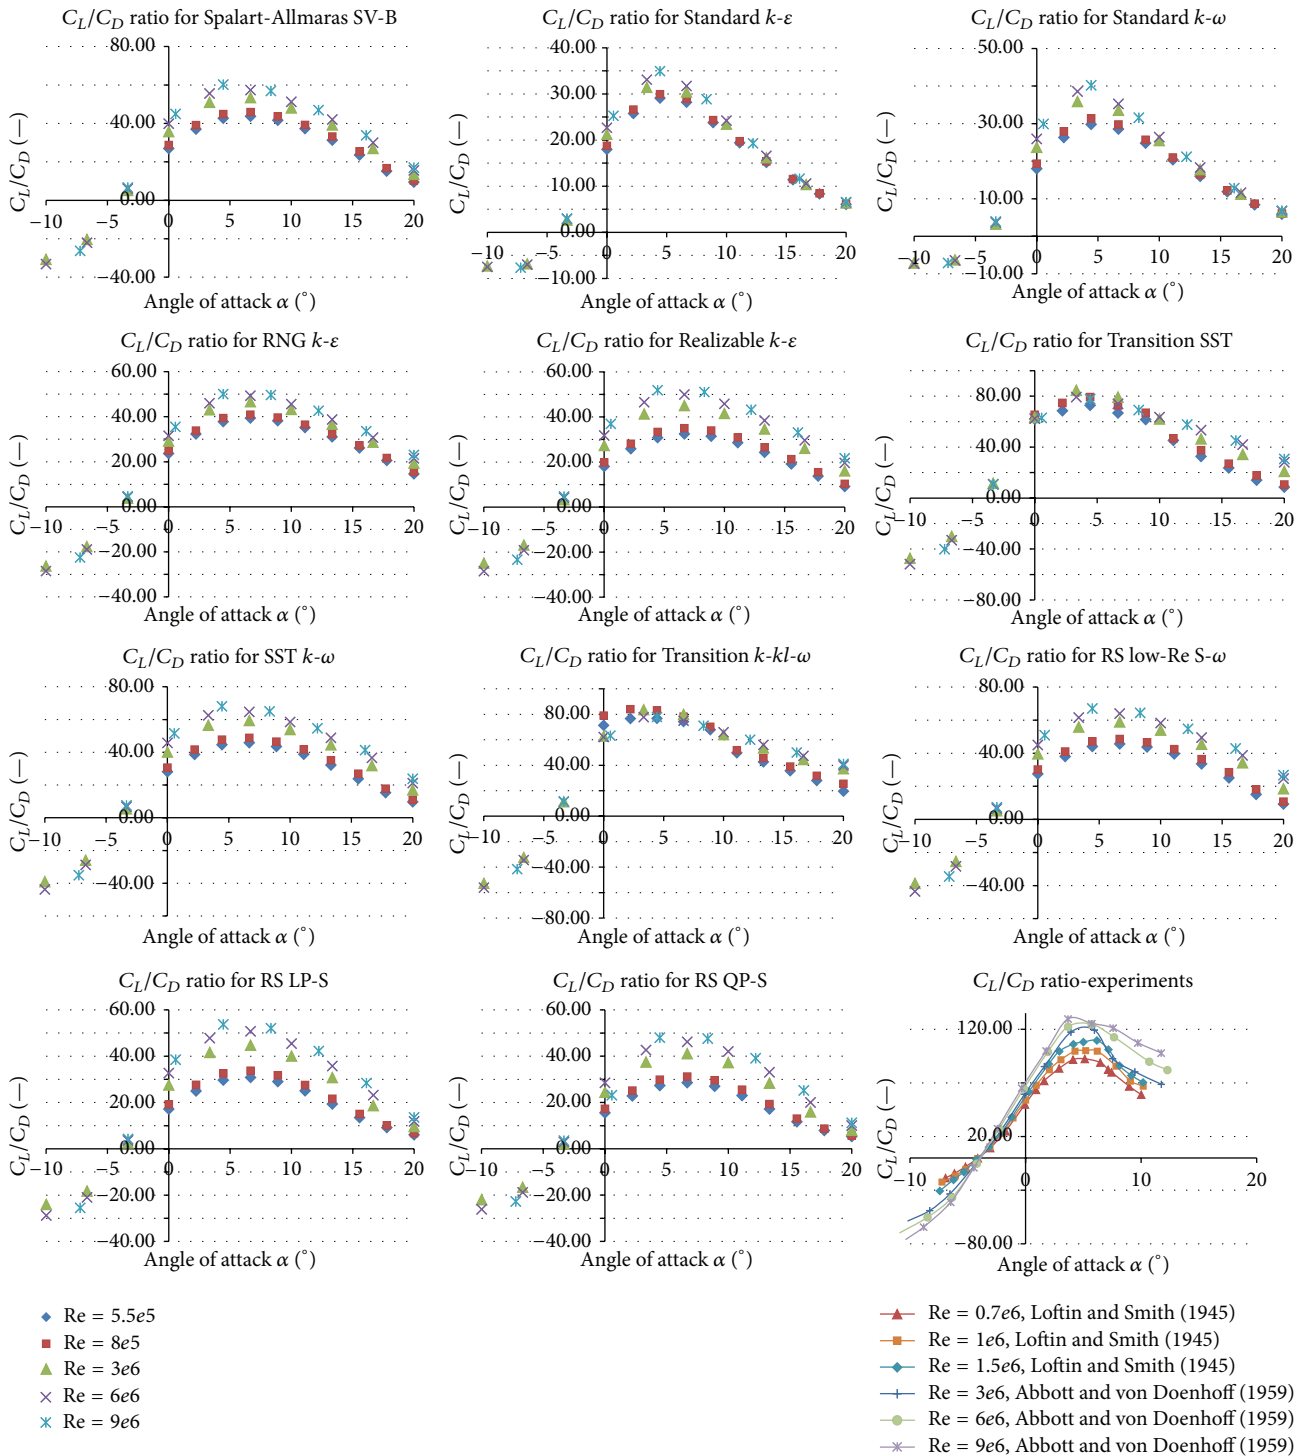 C_L/C_D ratio for Spalart-Allmaras SV-B
80.00
40.00
0.00
−10 −5 0 5 10 15 20
−40.00
C_L/C_D (—)
Angle of attack α (°)
C_L/C_D ratio for Standard k-ε
40.00
30.00
20.00
10.00
0.00
−10 −5 0 5 10 15 20
−10.00
C_L/C_D (—)
Angle of attack α (°)
C_L/C_D ratio for Standard k-ω
50.00
30.00
10.00
−10 −5 0 5 10 15 20
−10.00
C_L/C_D (—)
Angle of attack α (°)
C_L/C_D ratio for RNG k-ε
60.00
40.00
20.00
0.00
−10 −5 0 5 10 15 20
−20.00
−40.00
C_L/C_D (—)
Angle of attack α (°)
C_L/C_D ratio for Realizable k-ε
60.00
40.00
20.00
0.00
−10 −5 0 5 10 15 20
−20.00
−40.00
C_L/C_D (—)
Angle of attack α (°)
C_L/C_D ratio for Transition SST
80.00
40.00
0.00
−10 −5 0 5 10 15 20
−40.00
−80.00
C_L/C_D (—)
Angle of attack α (°)
C_L/C_D ratio for SST k-ω
80.00
40.00
0.00
−10 −5 0 5 10 15 20
−40.00
C_L/C_D (—)
Angle of attack α (°)
C_L/C_D ratio for Transition k-kl-ω
80.00
40.00
0.00
−10 −5 0 5 10 15 20
−40.00
−80.00
C_L/C_D (—)
Angle of attack α (°)
C_L/C_D ratio for RS low-Re S-ω
80.00
40.00
0.00
−10 −5 0 5 10 15 20
−40.00
C_L/C_D (—)
Angle of attack α (°)
C_L/C_D ratio for RS LP-S
60.00
40.00
20.00
0.00
−10 −5 0 5 10 15 20
−20.00
−40.00
C_L/C_D (—)
Angle of attack α (°)
C_L/C_D ratio for RS QP-S
60.00
40.00
20.00
0.00
−10 −5 0 5 10 15 20
−20.00
−40.00
C_L/C_D (—)
Angle of attack α (°)
C_L/C_D ratio-experiments
120.00
20.00
−10 0 10 20
−80.00
C_L/C_D (—)
Angle of attack α (°)
Re = 5.5e5
Re = 8e5
Re = 3e6
Re = 6e6
Re = 9e6
Re = 0.7e6, Loftin and Smith (1945)
Re = 1e6, Loftin and Smith (1945)
Re = 1.5e6, Loftin and Smith (1945)
Re = 3e6, Abbott and von Doenhoff (1959)
Re = 6e6, Abbott and von Doenhoff (1959)
Re = 9e6, Abbott and von Doenhoff (1959)